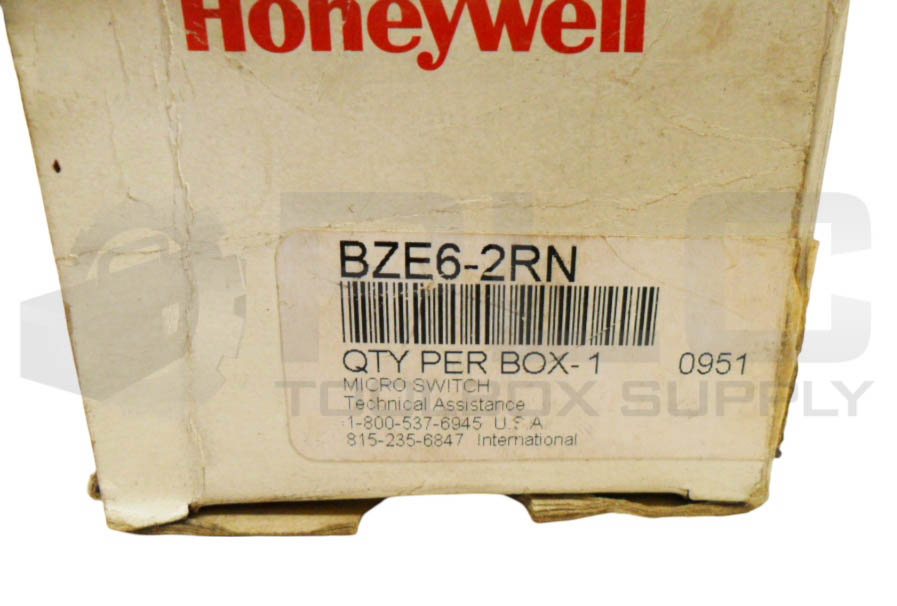 Honeywell
PLC
BZE6-2RN
QTY PER BOX-1 0951
TOOLBOX SUPPLY
MICRO SWITCH
Technical Assistance
1-800-537-6945 U.S.A
815-235-6847 International